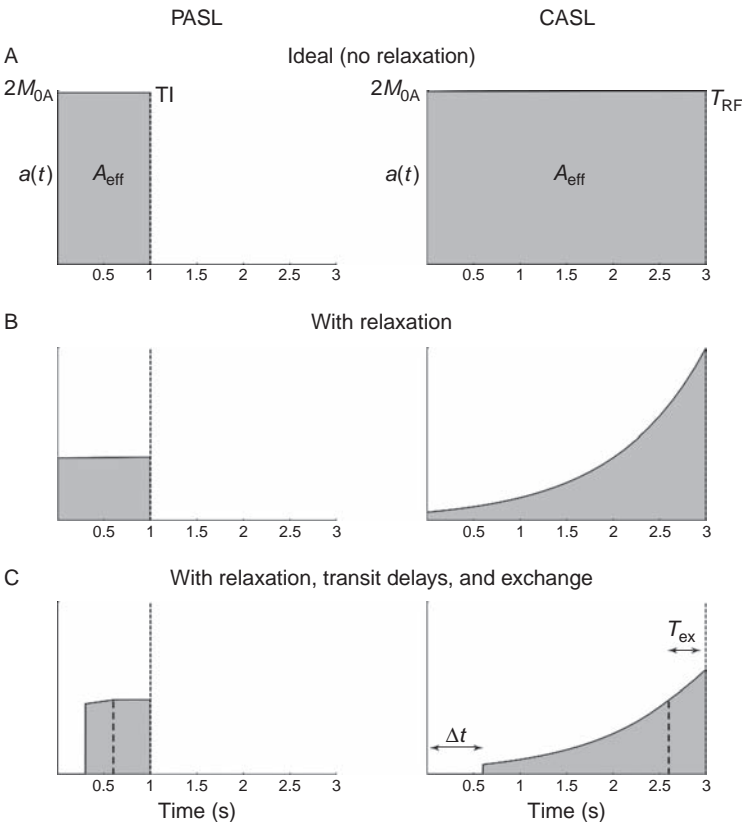 PASL CASL
A Ideal (no relaxation)
2M0A TI 2M0A TRF
a(t) Aeff a(t) Aeff
0.5 1 1.5 2 2.5 3 0.5 1 1.5 2 2.5 3
B With relaxation
0.5 1 1.5 2 2.5 3 0.5 1 1.5 2 2.5 3
C With relaxation, transit delays, and exchange
Tex
Δt
0.5 1 1.5 2 2.5 3 0.5 1 1.5 2 2.5 3
Time (s) Time (s)